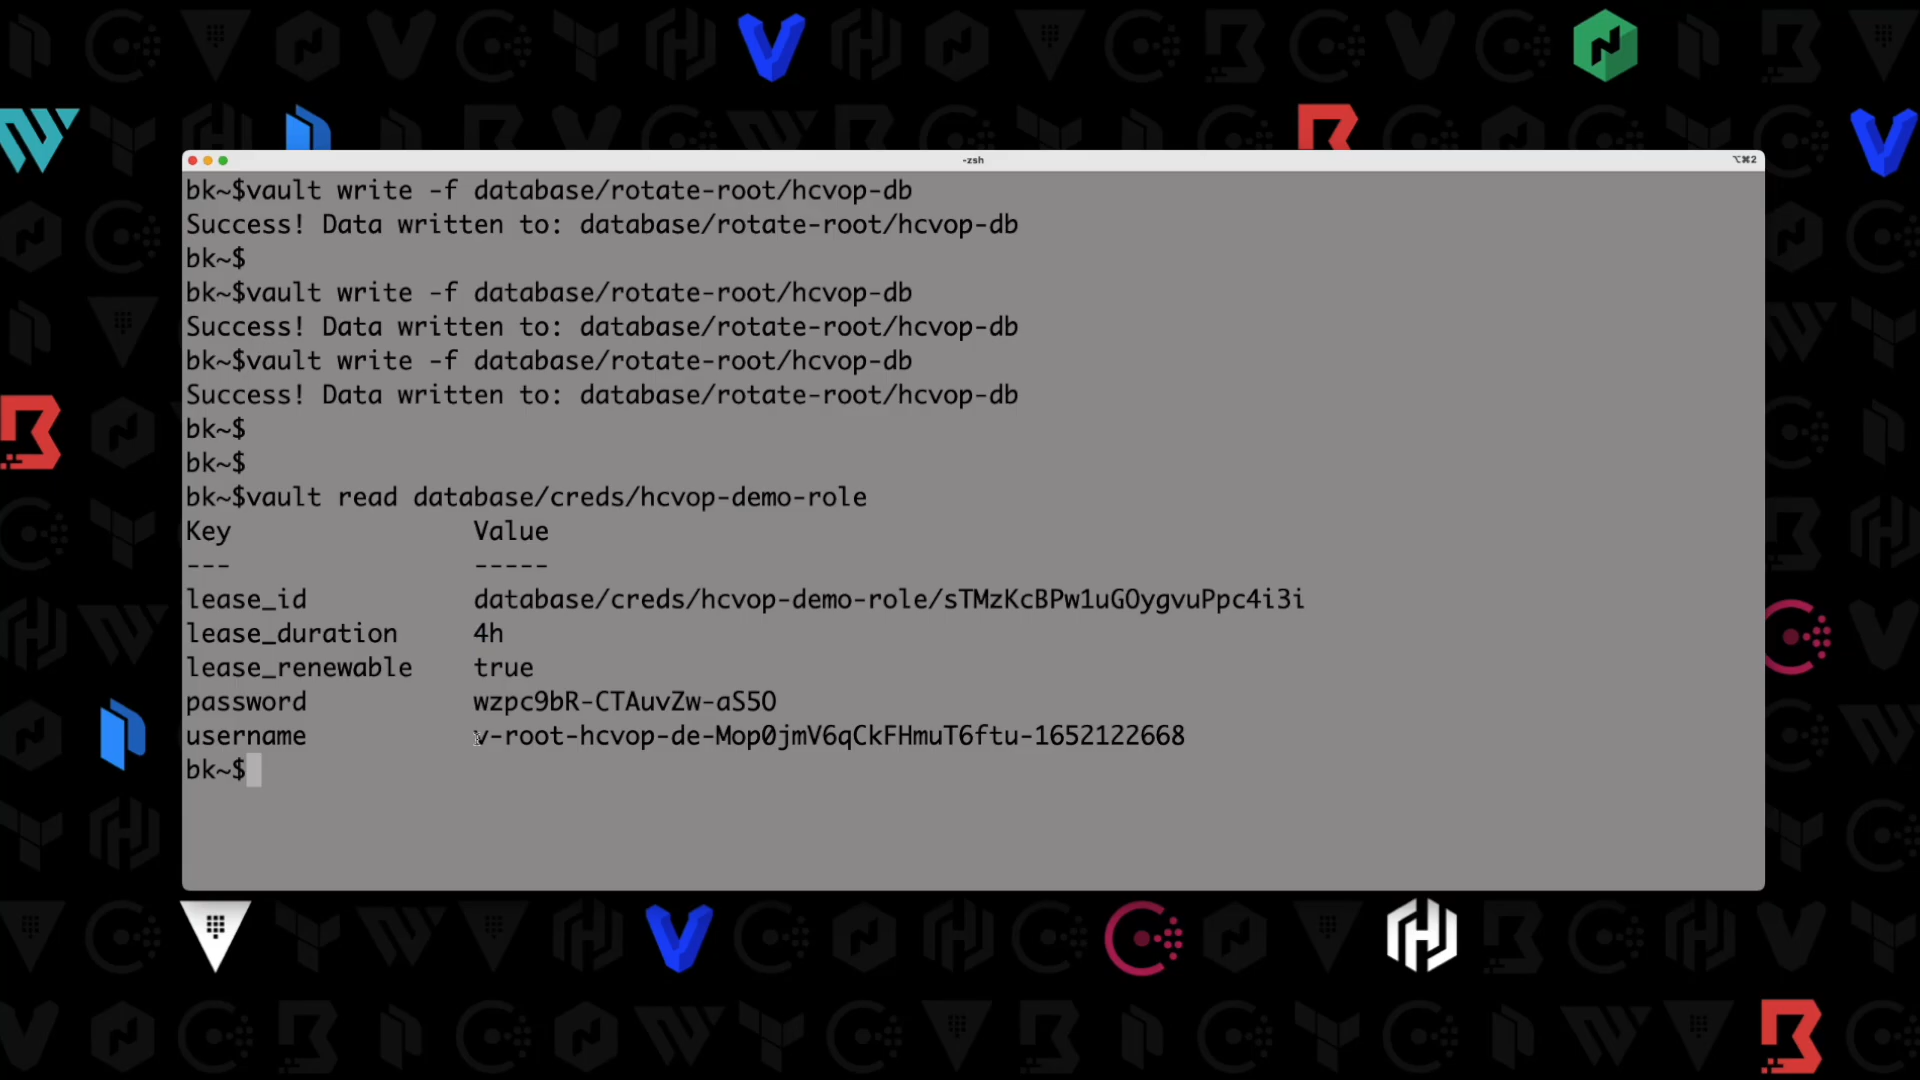 -zsh
⌥⌘2
bk~$vault write -f database/rotate-root/hcvop-db
Success! Data written to: database/rotate-root/hcvop-db
bk~$
bk~$vault write -f database/rotate-root/hcvop-db
Success! Data written to: database/rotate-root/hcvop-db
bk~$vault write -f database/rotate-root/hcvop-db
Success! Data written to: database/rotate-root/hcvop-db
bk~$
bk~$
bk~$vault read database/creds/hcvop-demo-role
Key Value
--- -----
lease_id database/creds/hcvop-demo-role/sTMzKcBPw1uGOygvuPpc4i3i
lease_duration 4h
lease_renewable true
password wzpc9bR-CTAuvZw-aS5O
username v-root-hcvop-de-Mop0jmV6qCkFHmuT6ftu-1652122668
bk~$